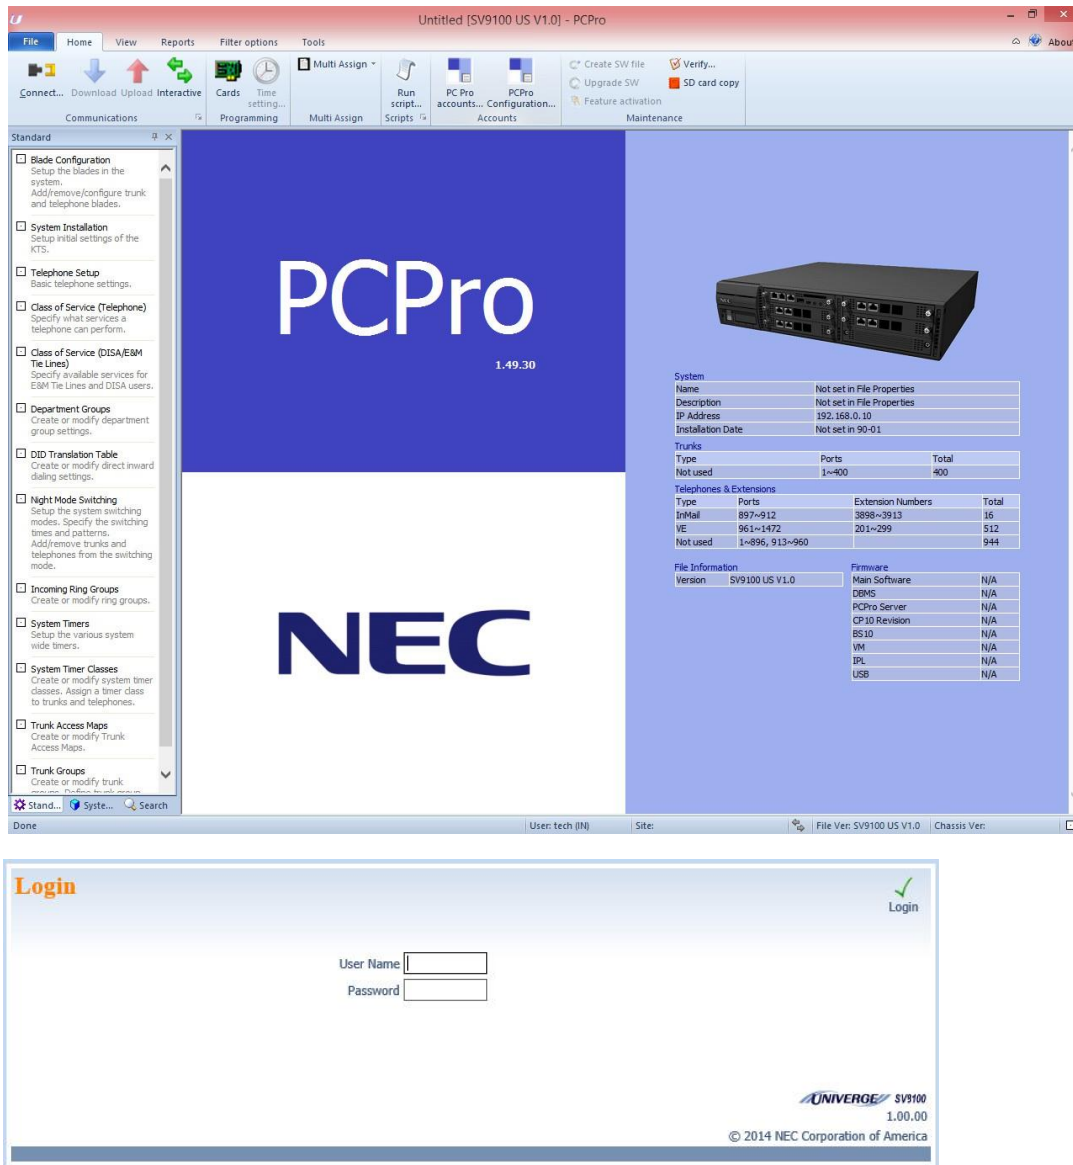 Untitled [SV9100 US V1.0] - PCPro
File Home View Reports Filter options Tools
About
Connect... Download Upload Interactive
Communications
Cards Time setting...
Programming
Multi Assign
Multi Assign
Run script...
Scripts
PC Pro accounts... PCPro Configuration...
Accounts
Create SW file
Upgrade SW
Feature activation
Verify...
SD card copy
Maintenance
Standard
Blade Configuration
Setup the blades in the
system.
Add/remove/configure trunk
and telephone blades.
System Installation
Setup initial settings of the
KTS.
Telephone Setup
Basic telephone settings.
Class of Service (Telephone)
Specify what services a
telephone can perform.
Class of Service (DISA/E&M
Tie Lines)
Specify available services for
E&M Tie Lines and DISA users.
Department Groups
Create or modify department
group settings.
DID Translation Table
Create or modify direct inward
dialing settings.
Night Mode Switching
Setup the system switching
modes. Specify the switching
times and patterns.
Add/remove trunks and
telephones from the switching
mode.
Incoming Ring Groups
Create or modify ring groups.
System Timers
Setup the various system
wide timers.
System Timer Classes
Create or modify system timer
classes. Assign a timer class
to trunks and telephones.
Trunk Access Maps
Create or modify Trunk
Access Maps.
Trunk Groups
Create or modify trunk
groups. Define trunk group
Stand... Syste... Search
PCPro
1.49.30
NEC
NEC
System
Name Not set in File Properties
Description Not set in File Properties
IP Address 192.168.0.10
Installation Date Not set in 90-01
Trunks
Type Ports Total
Not used 1~400 400
Telephones & Extensions
Type Ports Extension Numbers Total
InMail 897~912 3898~3913 16
VE 961~1472 201~299 512
Not used 1~896, 913~960 944
File Information
Version SV9100 US V1.0
Firmware
Main Software N/A
DBMS N/A
PCPro Server N/A
CP10 Revision N/A
BS10 N/A
VM N/A
IPL N/A
USB N/A
Done User: tech (IN) Site: File Ver: SV9100 US V1.0 Chassis Ver:
Login
Login
User Name
Password
UNIVERGE SV9100
1.00.00
© 2014 NEC Corporation of America